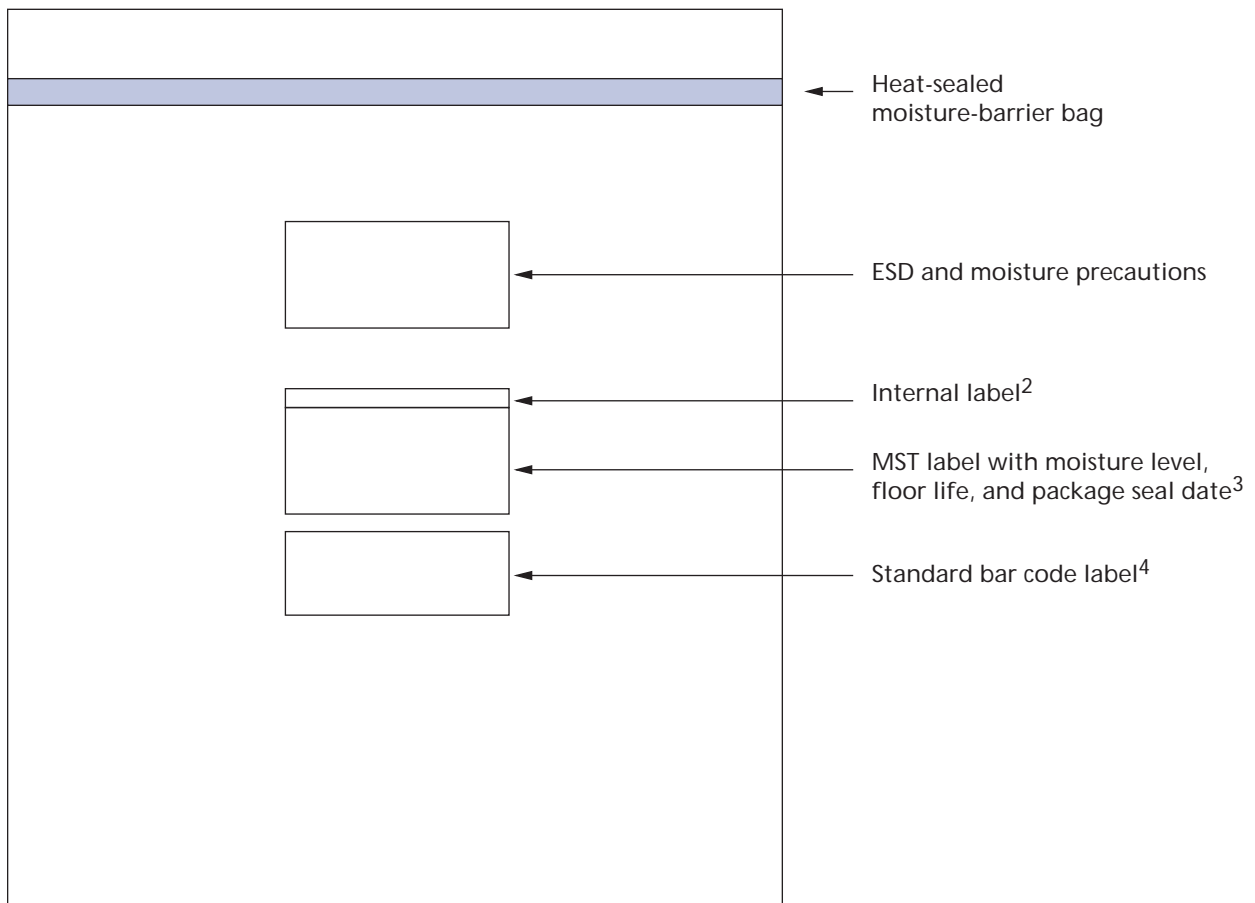 Heat-sealed
moisture-barrier bag
ESD and moisture precautions
Internal label2
MST label with moisture level,
floor life, and package seal date3
Standard bar code label4